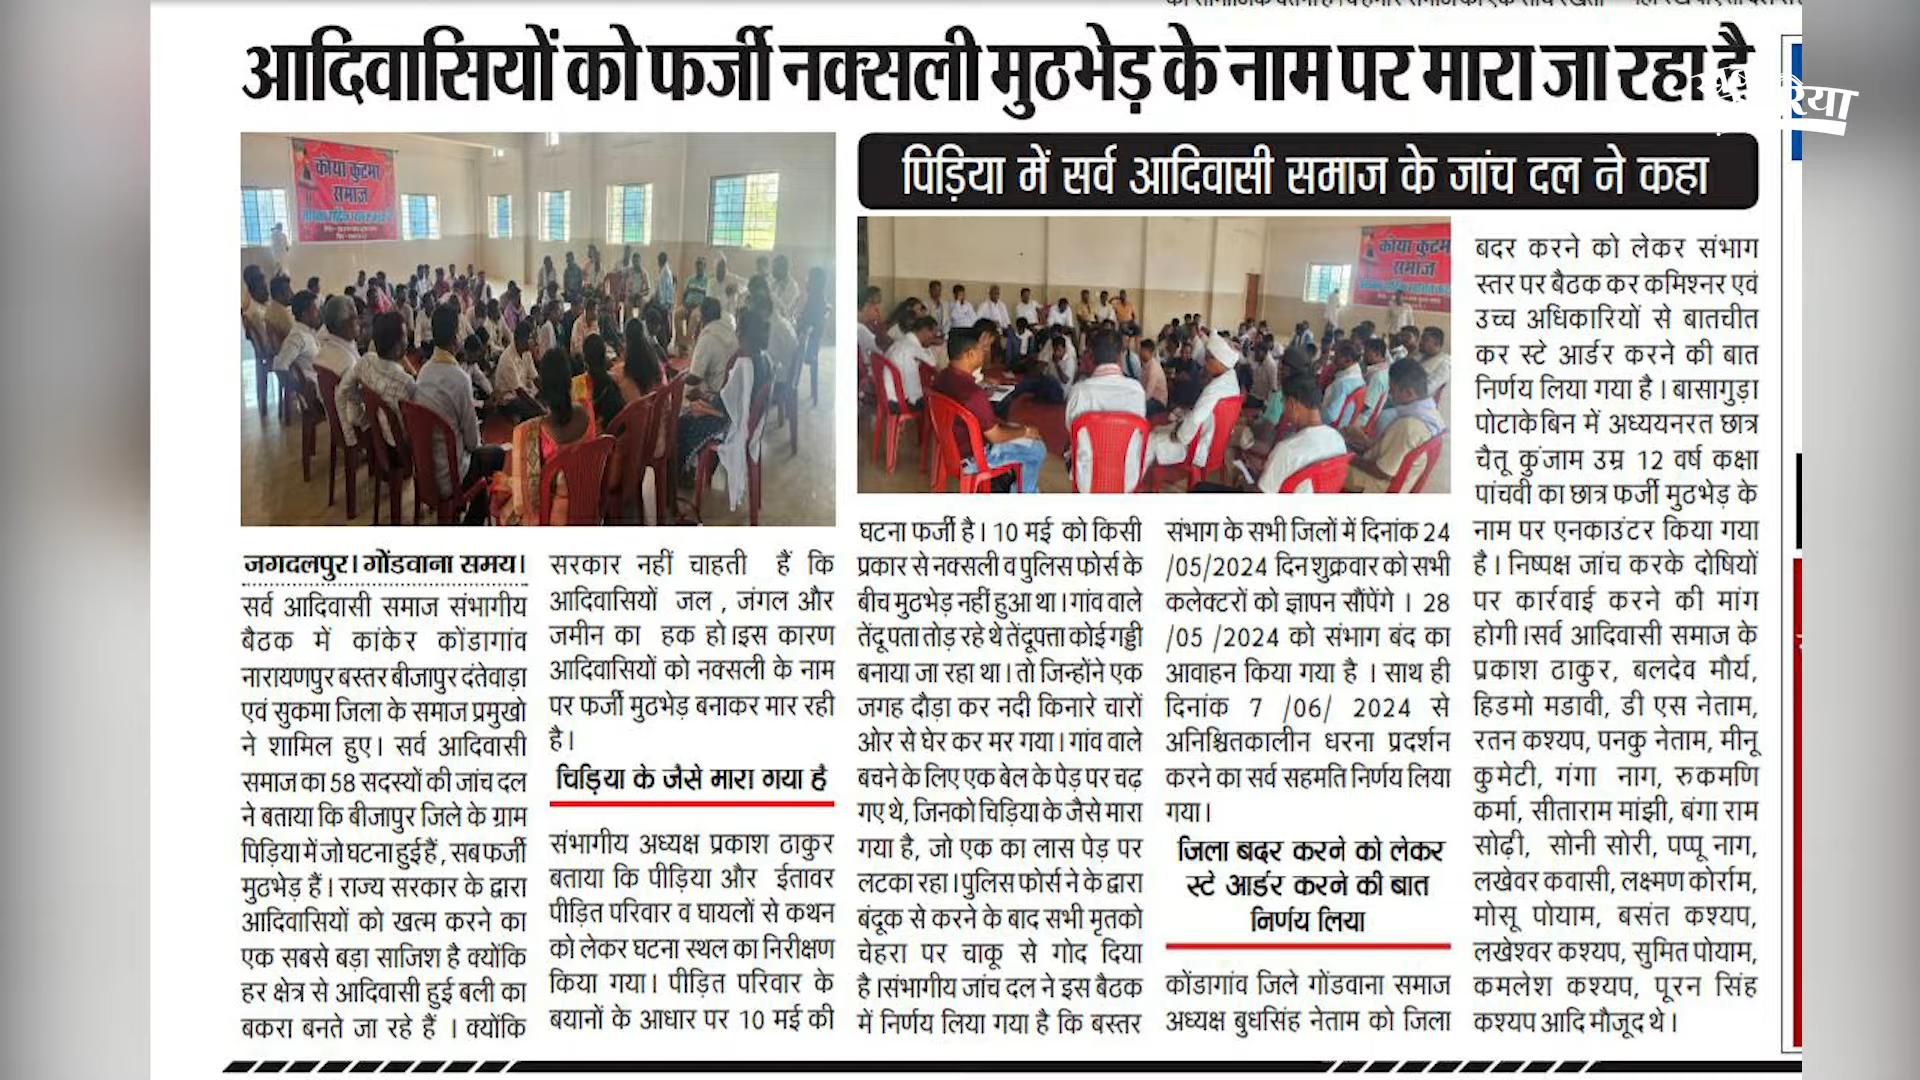 आदिवासियों को फर्जी नक्सली मुठभेड़ के नाम पर मारा जा रहा है
पिड़िया में सर्व आदिवासी समाज के जांच दल ने कहा
कोया कुटमा
समाज
कोया कुटम
समाज
जगदलपुर। गोंडवाना समय।
सर्व आदिवासी समाज संभागीय
बैठक में कांकेर कोंडागांव
नारायणपुर बस्तर बीजापुर दंतेवाड़ा
एवं सुकमा जिला के समाज प्रमुखो
ने शामिल हुए। सर्व आदिवासी
समाज का 58 सदस्यों की जांच दल
ने बताया कि बीजापुर जिले के ग्राम
पिड़िया में जो घटना हुई हैं , सब फर्जी
मुठभेड़ हैं। राज्य सरकार के द्वारा
आदिवासियों को खत्म करने का
एक सबसे बड़ा साजिश है क्योंकि
हर क्षेत्र से आदिवासी हुई बली का
बकरा बनते जा रहे हैं । क्योंकि
सरकार नहीं चाहती हैं कि
आदिवासियों जल , जंगल और
जमीन का हक हो।इस कारण
आदिवासियों को नक्सली के नाम
पर फर्जी मुठभेड़ बनाकर मार रही
है।
चिड़िया के जैसे मारा गया है
संभागीय अध्यक्ष प्रकाश ठाकुर
बताया कि पीड़िया और ईतावर
पीड़ित परिवार व घायलों से कथन
को लेकर घटना स्थल का निरीक्षण
किया गया। पीड़ित परिवार के
बयानों के आधार पर 10 मई की
घटना फर्जी है। 10 मई को किसी
प्रकार से नक्सली व पुलिस फोर्स के
बीच मुठभेड़ नहीं हुआ था।गांव वाले
तेंदू पता तोड़ रहे थे तेंदूपत्ता कोई गड्डी
बनाया जा रहा था। तो जिन्होंने एक
जगह दौड़ा कर नदी किनारे चारों
ओर से घेर कर मर गया। गांव वाले
बचने के लिए एक बेल के पेड़ पर चढ़
गए थे, जिनको चिड़िया के जैसे मारा
गया है, जो एक का लास पेड़ पर
लटका रहा।पुलिस फोर्स ने के द्वारा
बंदूक से करने के बाद सभी मृतको
चेहरा पर चाकू से गोद दिया
है।संभागीय जांच दल ने इस बैठक
में निर्णय लिया गया है कि बस्तर
संभाग के सभी जिलों में दिनांक 24
/05/2024 दिन शुक्रवार को सभी
कलेक्टरों को ज्ञापन सौंपेंगे । 28
/05 /2024 को संभाग बंद का
आवाहन किया गया है । साथ ही
दिनांक 7 /06/ 2024 से
अनिश्चितकालीन धरना प्रदर्शन
करने का सर्व सहमति निर्णय लिया
गया।
जिला बदर करने को लेकर
स्टे आर्डर करने की बात
निर्णय लिया
कोंडागांव जिले गोंडवाना समाज
अध्यक्ष बुधसिंह नेताम को जिला
बदर करने को लेकर संभाग
स्तर पर बैठक कर कमिश्नर एवं
उच्च अधिकारियों से बातचीत
कर स्टे आर्डर करने की बात
निर्णय लिया गया है। बासागुड़ा
पोटाकेबिन में अध्ययनरत छात्र
चैतू कुंजाम उम्र 12 वर्ष कक्षा
पांचवी का छात्र फर्जी मुठभेड़ के
नाम पर एनकाउंटर किया गया
है। निष्पक्ष जांच करके दोषियों
पर कार्रवाई करने की मांग
होगी।सर्व आदिवासी समाज के
प्रकाश ठाकुर, बलदेव मौर्य,
हिडमो मडावी, डी एस नेताम,
रतन कश्यप, पनकु नेताम, मीनू
कुमेटी, गंगा नाग, रुकमणि
कर्मा, सीताराम मांझी, बंगा राम
सोढ़ी, सोनी सोरी, पप्पू नाग,
लखेवर कवासी, लक्ष्मण कोर्राम,
मोसू पोयाम, बसंत कश्यप,
लखेश्वर कश्यप, सुमित पोयाम,
कमलेश कश्यप, पूरन सिंह
कश्यप आदि मौजूद थे।